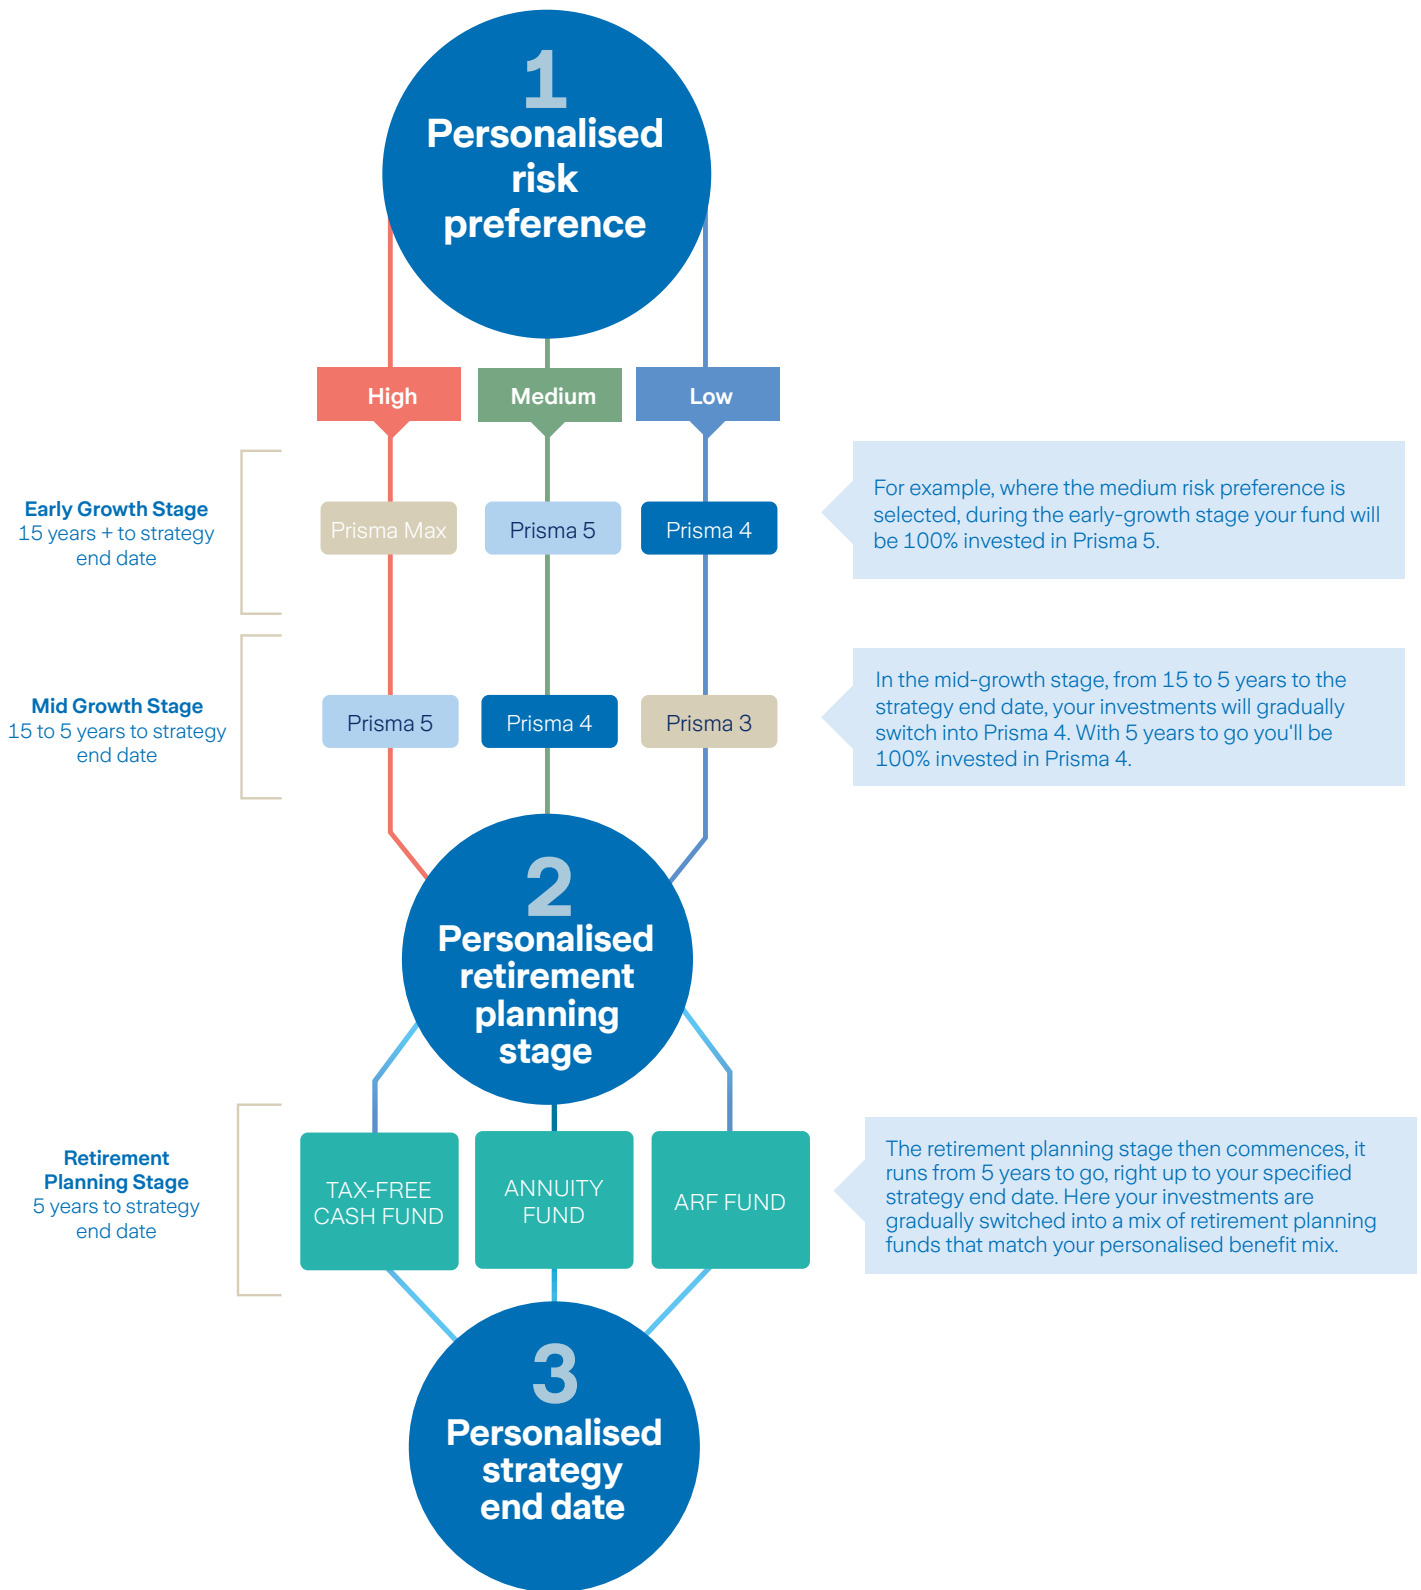 1
Personalised
risk
preference
High
Medium
Low
Early Growth Stage
15 years + to strategy
end date
Prisma Max
Prisma 5
Prisma 4
For example, where the medium risk preference is
selected, during the early-growth stage your fund will
be 100% invested in Prisma 5.
Mid Growth Stage
15 to 5 years to strategy
end date
Prisma 5
Prisma 4
Prisma 3
In the mid-growth stage, from 15 to 5 years to the
strategy end date, your investments will gradually
switch into Prisma 4. With 5 years to go you'll be
100% invested in Prisma 4.
2
Personalised
retirement
planning
stage
Retirement
Planning Stage
5 years to strategy
end date
TAX-FREE
CASH FUND
ANNUITY
FUND
ARF FUND
The retirement planning stage then commences, it
runs from 5 years to go, right up to your specified
strategy end date. Here your investments are
gradually switched into a mix of retirement planning
funds that match your personalised benefit mix.
3
Personalised
strategy
end date